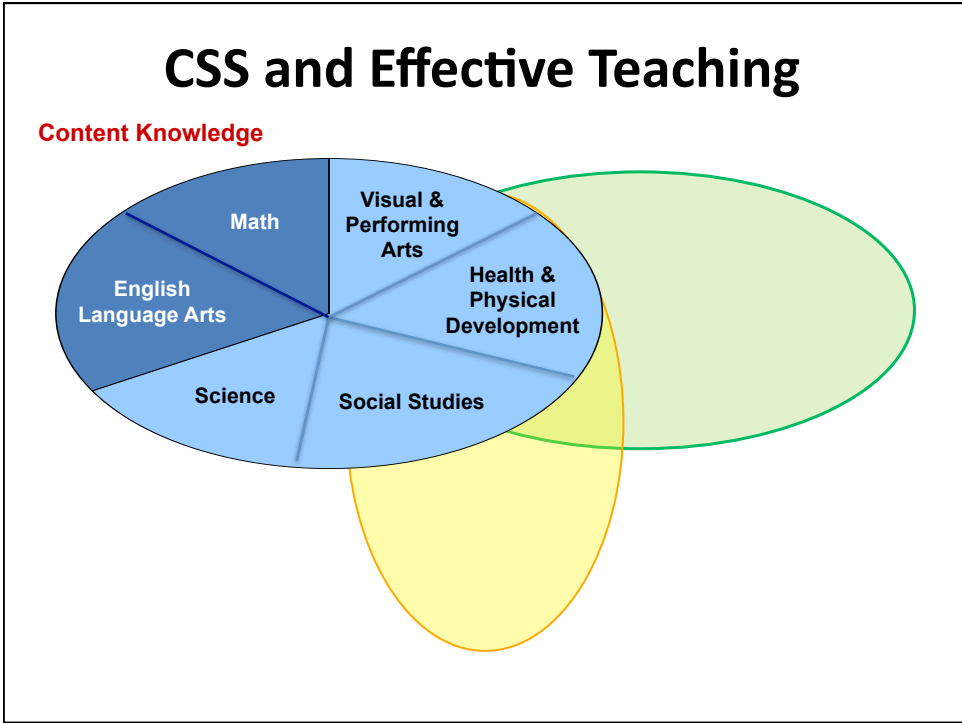 CSS and Effective Teaching
Content Knowledge
Math
Visual &
Performing
Arts
English
Language Arts
Health &
Physical
Development
Science
Social Studies